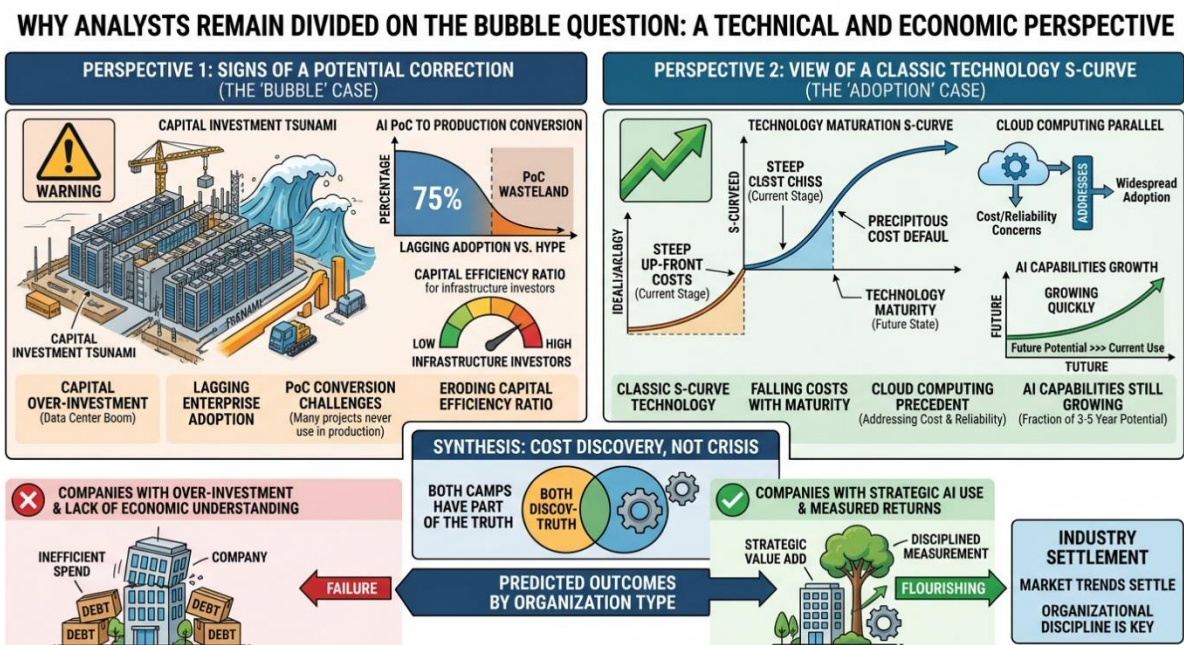 WHY ANALYSTS REMAIN DIVIDED ON THE BUBBLE QUESTION: A TECHNICAL AND ECONOMIC PERSPECTIVE
PERSPECTIVE 1: SIGNS OF A POTENTIAL CORRECTION
(THE 'BUBBLE' CASE)
WARNING
CAPITAL INVESTMENT TSUNAMI
TSUNAMI
CAPITAL
INVESTMENT TSUNAMI
AI PoC TO PRODUCTION CONVERSION
PERCENTAGE
75%
PoC
WASTELAND
LAGGING ADOPTION VS. HYPE
CAPITAL EFFICIENCY RATIO
for infrastructure investors
LOW
HIGH
INFRASTRUCTURE INVESTORS
CAPITAL
OVER-INVESTMENT
(Data Center Boom)
LAGGING
ENTERPRISE
ADOPTION
PoC CONVERSION
CHALLENGES
(Many projects never
use in production)
ERODING CAPITAL
EFFICIENCY RATIO
PERSPECTIVE 2: VIEW OF A CLASSIC TECHNOLOGY S-CURVE
(THE 'ADOPTION' CASE)
TECHNOLOGY MATURATION S-CURVE
S-CURVEED
STEEP
CLSST CHISS
(Current Stage)
STEEP
UP-FRONT
COSTS
(Current Stage)
PRECIPITOUS
COST DEFAUL
TECHNOLOGY
MATURITY
(Future State)
CLOUD COMPUTING PARALLEL
Cost/Reliability
Concerns
ADDRESSES
Widespread
Adoption
AI CAPABILITIES GROWTH
FUTURE
GROWING
QUICKLY
Future Potential >>> Current Use
FUTURE
CLASSIC S-CURVE
TECHNOLOGY
FALLING COSTS
WITH MATURITY
CLOUD COMPUTING
PRECEDENT
(Addressing Cost & Reliability)
AI CAPABILITIES STILL
GROWING
(Fraction of 3-5 Year Potential)
SYNTHESIS: COST DISCOVERY, NOT CRISIS
BOTH CAMPS
HAVE PART
OF THE TRUTH
BOTH
DISCOV-
TRUTH
COMPANIES WITH OVER-INVESTMENT
& LACK OF ECONOMIC UNDERSTANDING
INEFFICIENT
SPEND
COMPANY
DEBT
DEBT
DEBT
DEBT
FAILURE
PREDICTED OUTCOMES
BY ORGANIZATION TYPE
COMPANIES WITH STRATEGIC AI USE
& MEASURED RETURNS
STRATEGIC
VALUE ADD
DISCIPLINED
MEASUREMENT
FLOURISHING
INDUSTRY
SETTLEMENT
MARKET TRENDS SETTLE
ORGANIZATIONAL
DISCIPLINE IS KEY